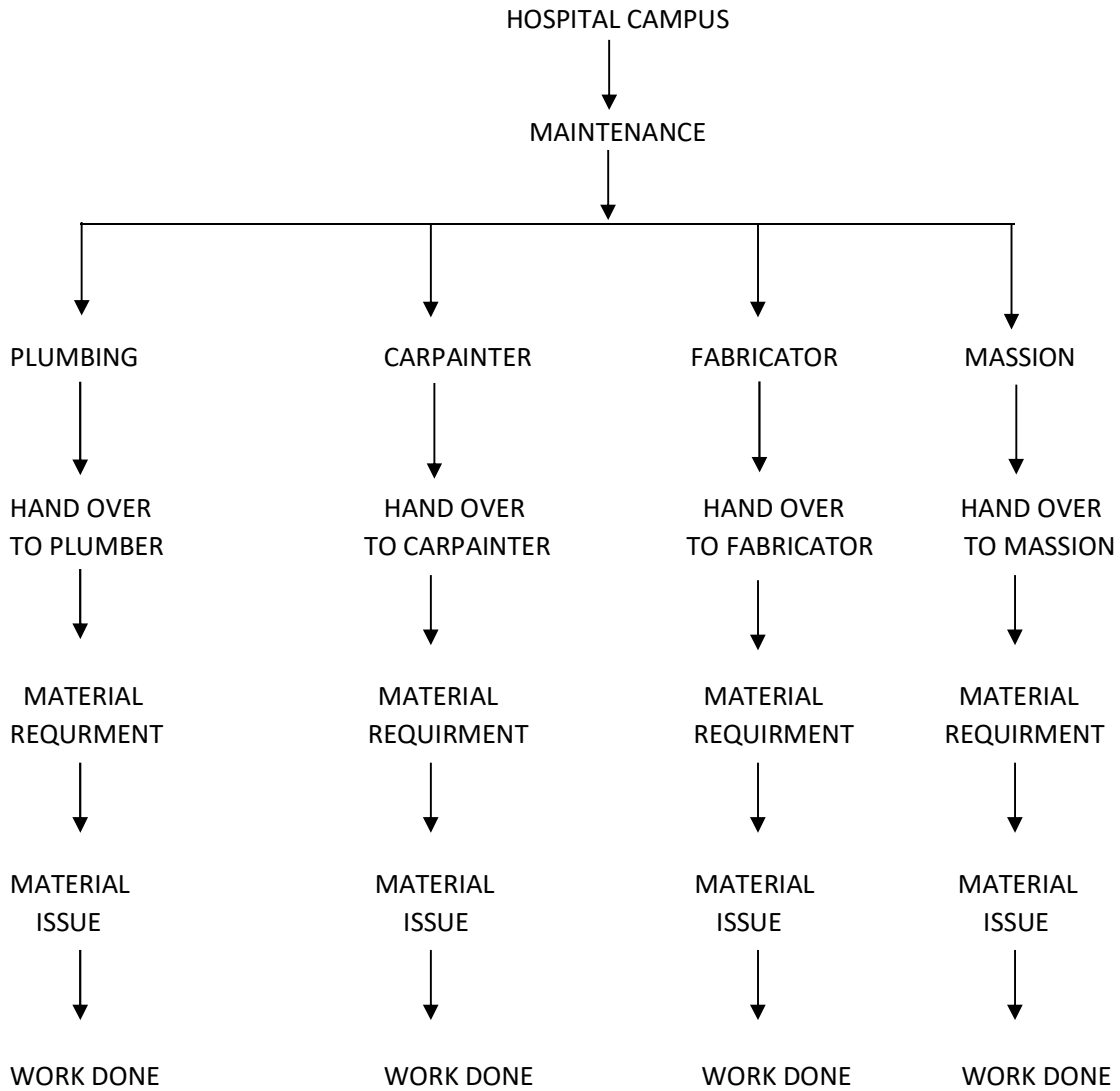 HOSPITAL CAMPUS
MAINTENANCE
PLUMBING CARPAINTER FABRICATOR MASSION
HAND OVER HAND OVER HAND OVER HAND OVER
TO PLUMBER TO CARPAINTER TO FABRICATOR TO MASSION
MATERIAL MATERIAL MATERIAL MATERIAL
REQURMENT REQUIRMENT REQUIRMENT REQUIRMENT
MATERIAL MATERIAL MATERIAL MATERIAL
ISSUE ISSUE ISSUE ISSUE
WORK DONE WORK DONE WORK DONE WORK DONE